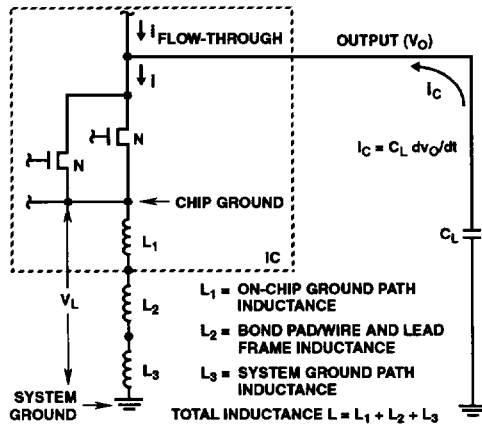 i FLOW-THROUGH
OUTPUT (VO)
i
IC
N
N
IC = CL dvO/dt
CHIP GROUND
L1
IC
CL
VL
L1 = ON-CHIP GROUND PATH
INDUCTANCE
L2
L2 = BOND PAD/WIRE AND LEAD
FRAME INDUCTANCE
L3
L3 = SYSTEM GROUND PATH
INDUCTANCE
SYSTEM
GROUND
TOTAL INDUCTANCE L = L1 + L2 + L3